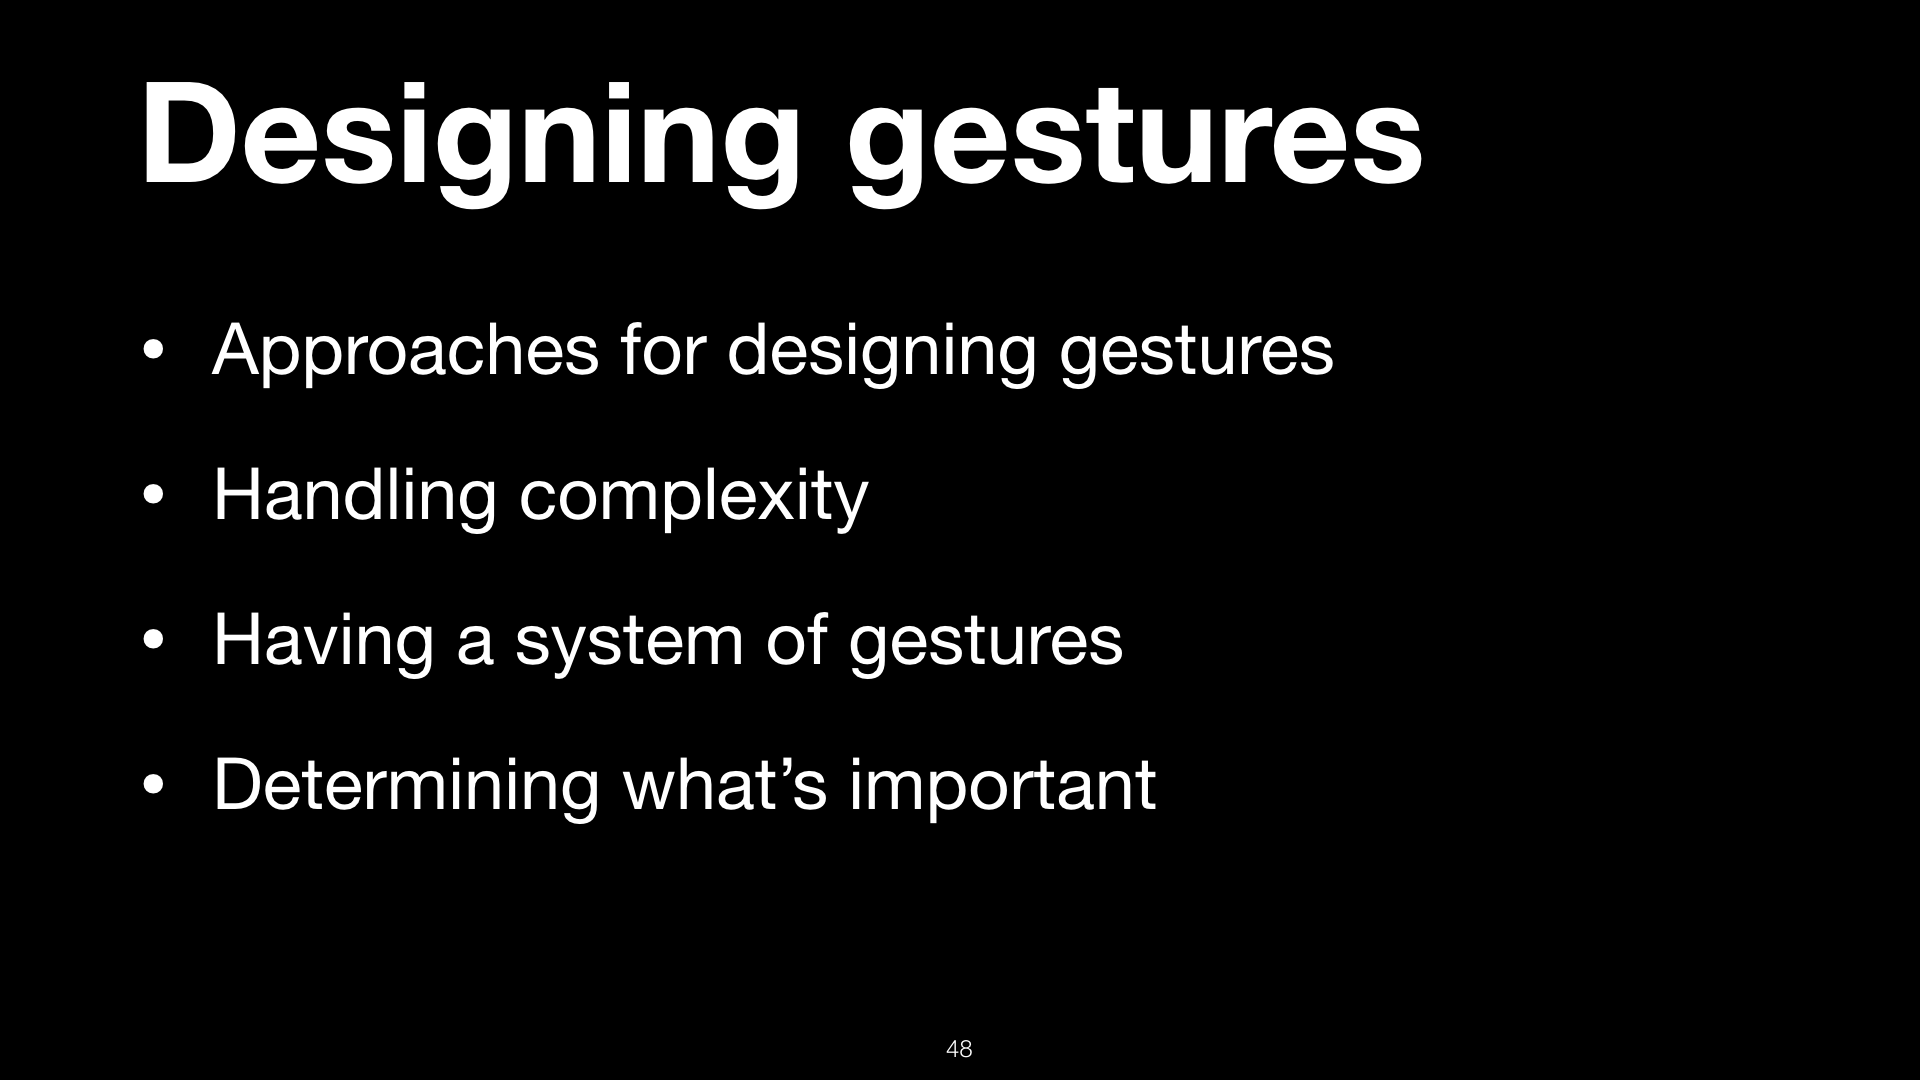 Designing gestures
• Approaches for designing gestures
• Handling complexity
• Having a system of gestures
• Determining what’s important
48